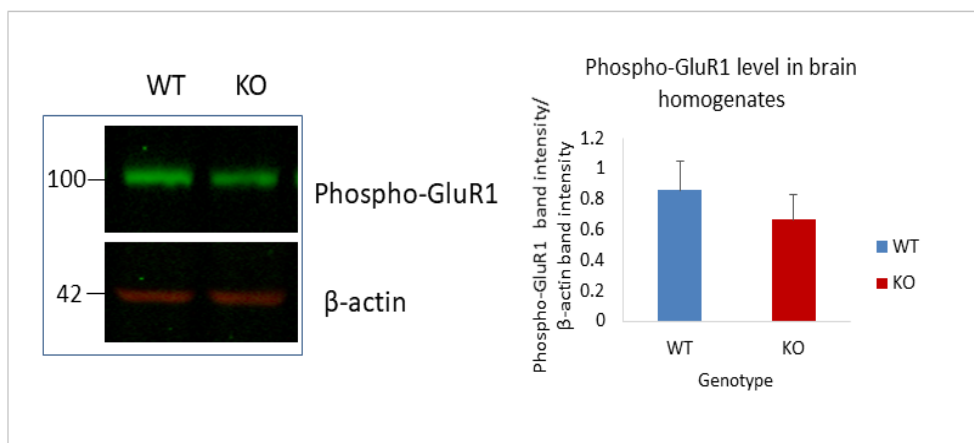 WT KO
100
Phospho-GluR1
42
β-actin
Phospho-GluR1 level in brain
homogenates
Phospho-GluR1 band intensity/
β-actin band intensity
1.2
1
0.8
0.6
0.4
0.2
0
WT KO
Genotype
WT
KO